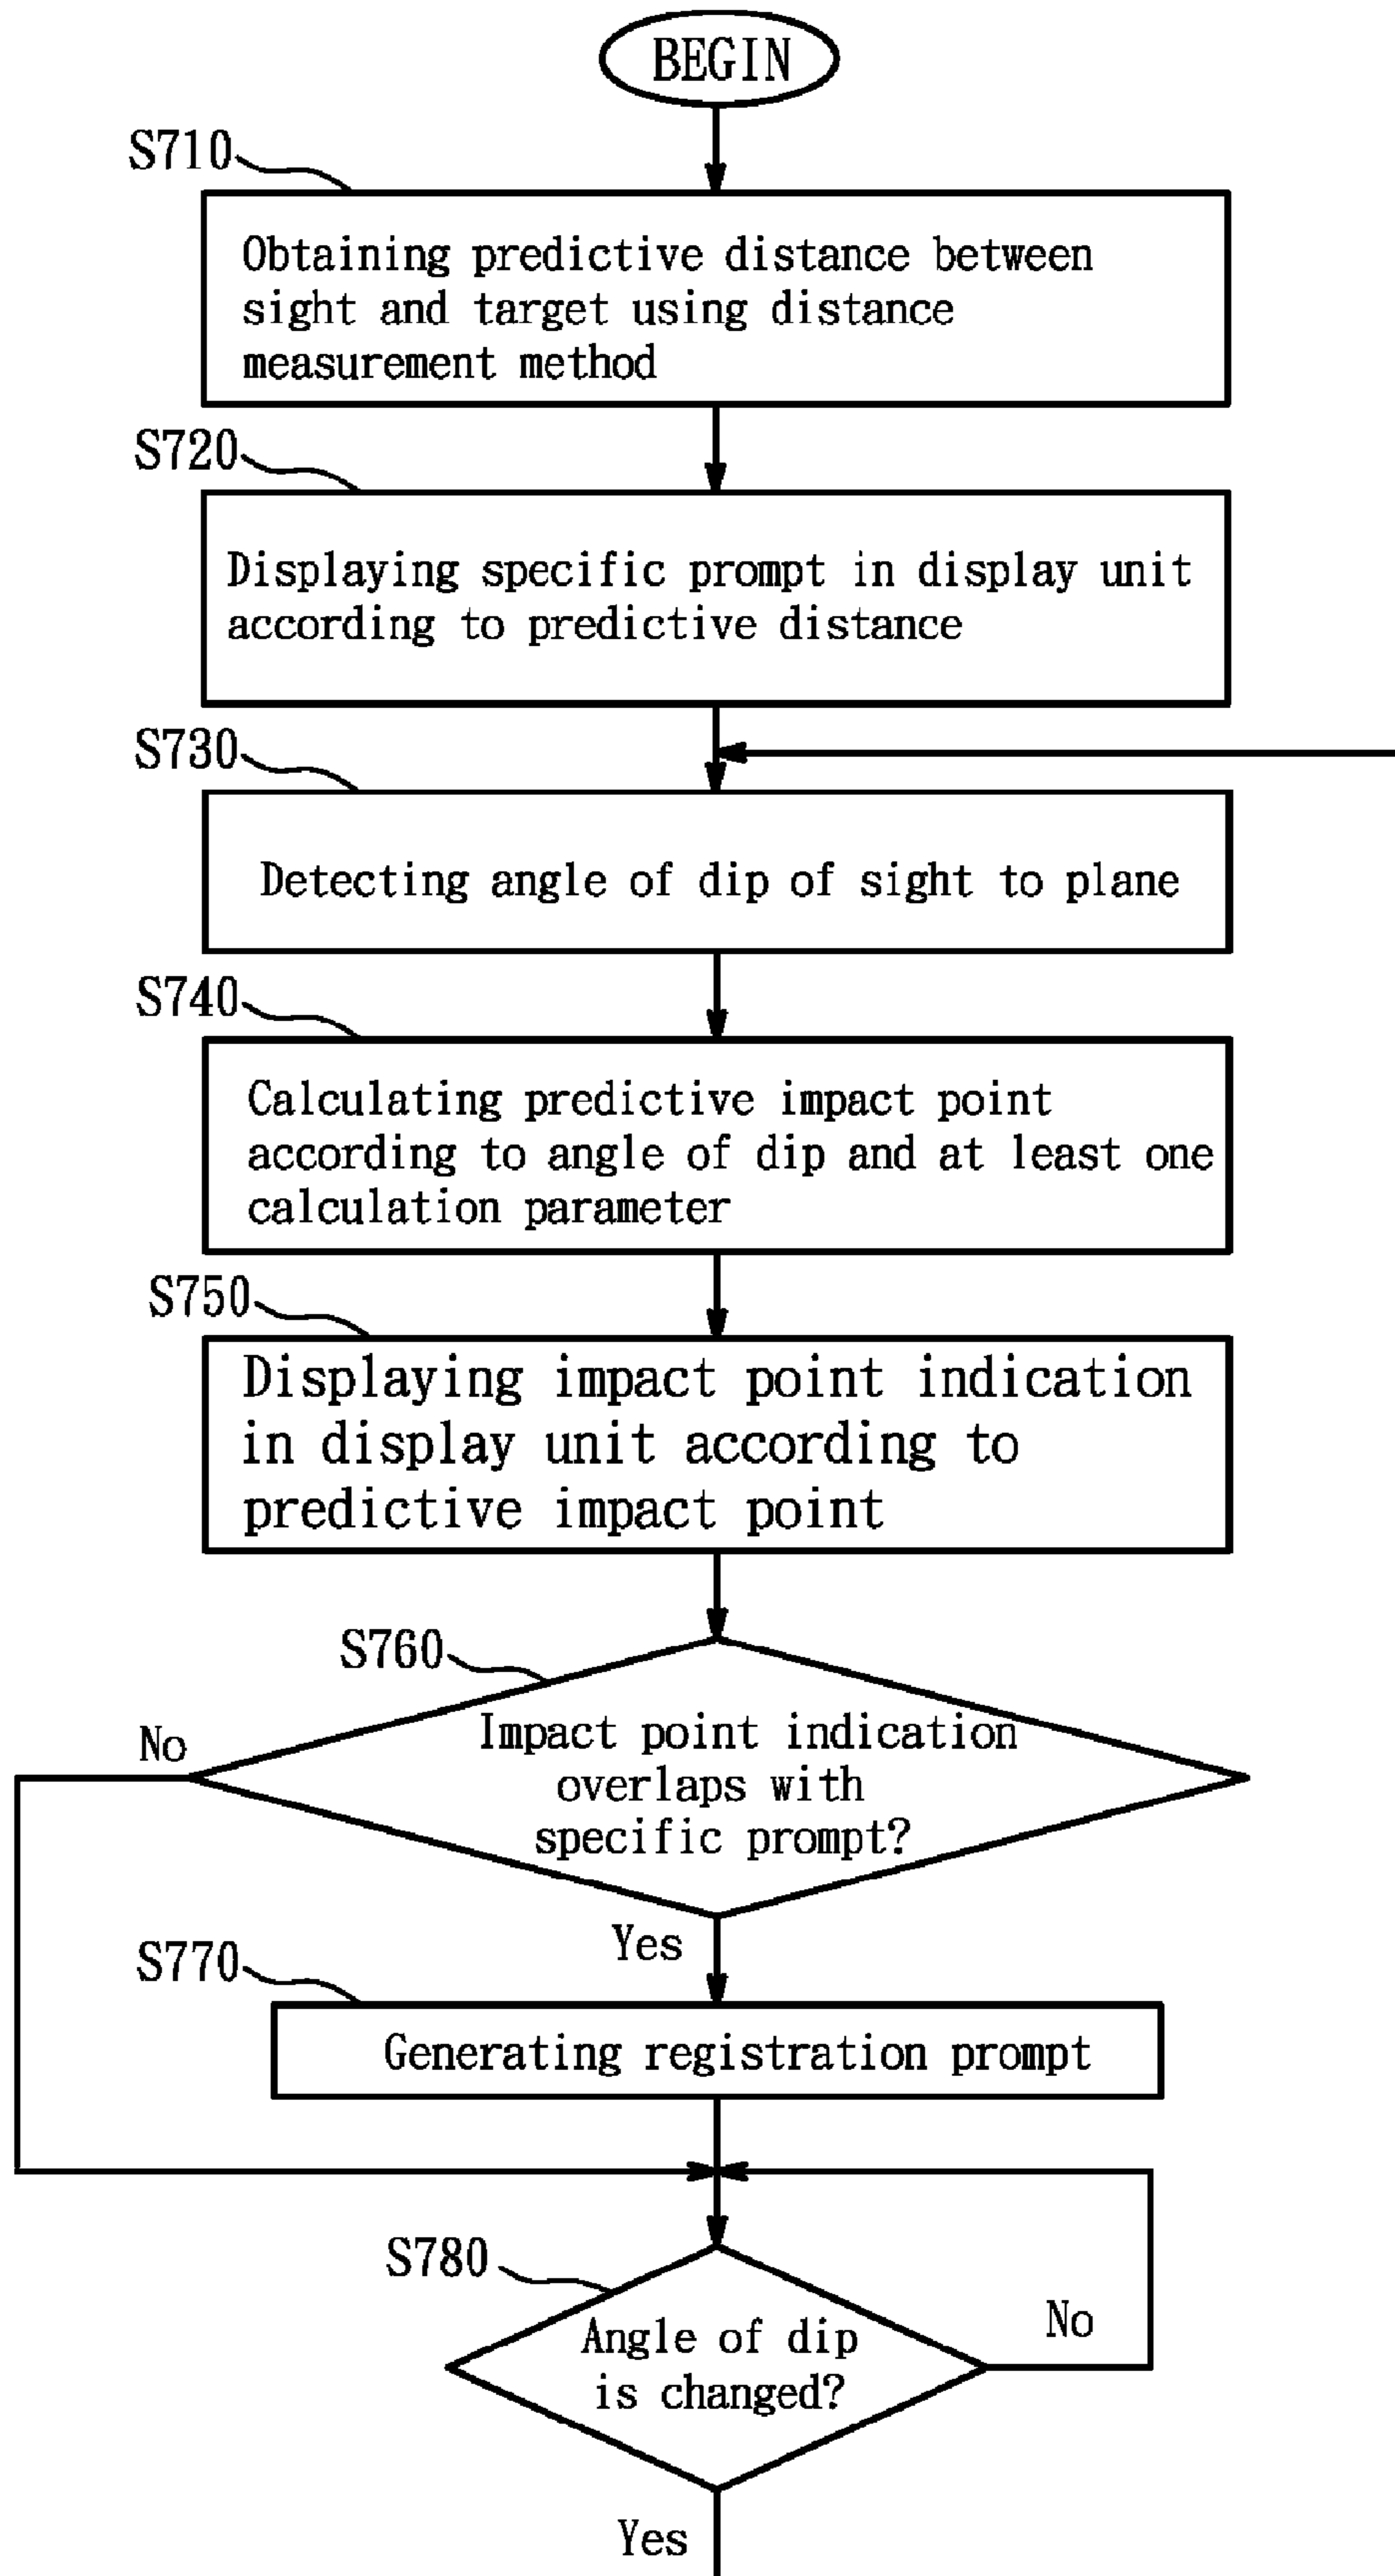 BEGIN
S710
Obtaining predictive distance between
sight and target using distance
measurement method
S720
Displaying specific prompt in display unit
according to predictive distance
S730
Detecting angle of dip of sight to plane
S740
Calculating predictive impact point
according to angle of dip and at least one
calculation parameter
S750
Displaying impact point indication
in display unit according to
predictive impact point
S760
No
Impact point indication
overlaps with
specific prompt?
Yes
S770
Generating registration prompt
S780
Angle of dip
is changed?
No
Yes